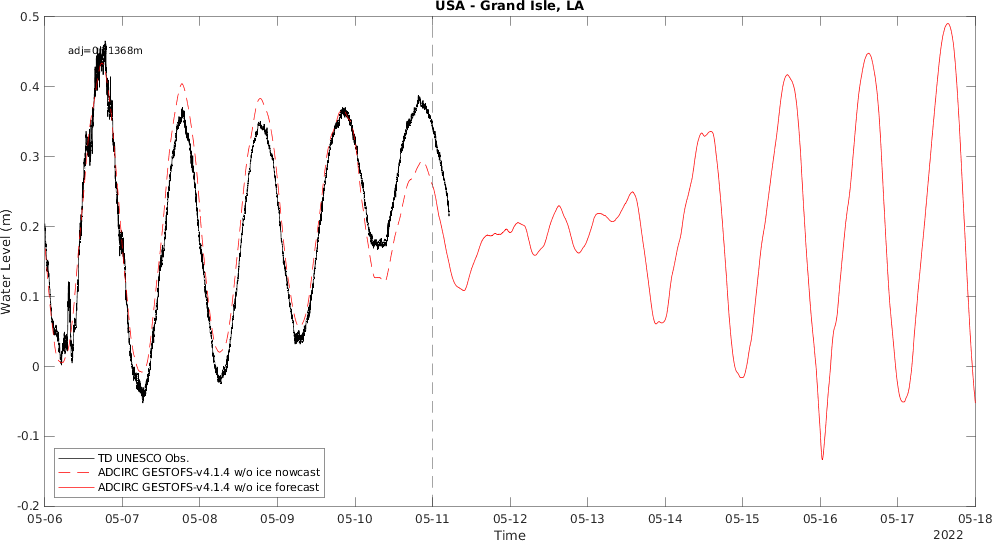 USA - Grand Isle, LA
0.5
0.4
0.3
0.2
0.1
0
-0.1
-0.2
Water Level (m)
TD UNESCO Obs.
ADCIRC GESTOFS-v4.1.4 w/o ice nowcast
ADCIRC GESTOFS-v4.1.4 w/o ice forecast
05-06 05-07 05-08 05-09 05-10 05-11 05-12 05-13 05-14 05-15 05-16 05-17 05-18
Time
2022